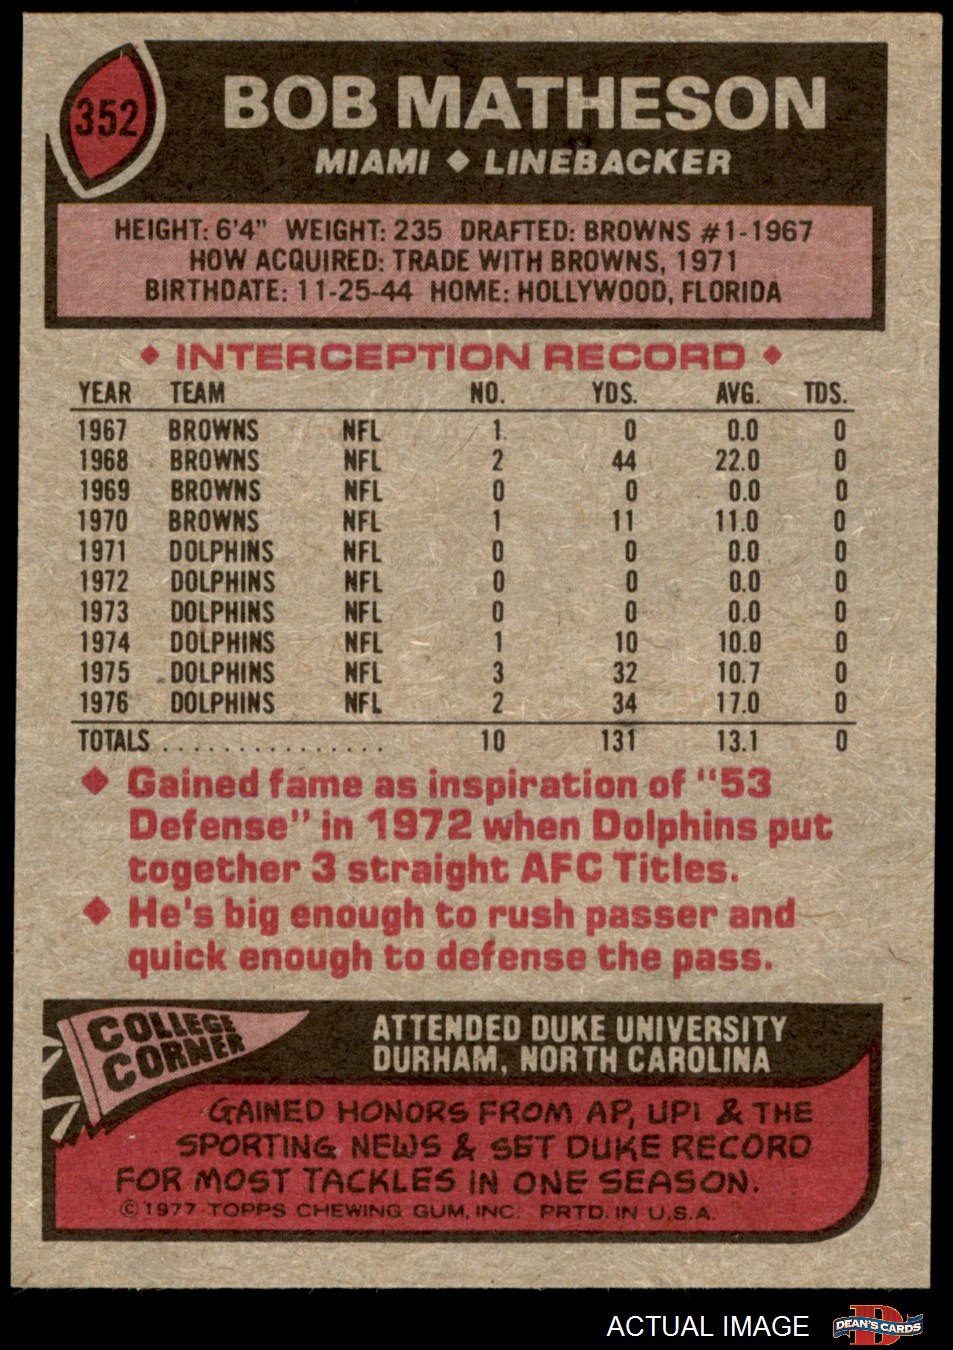 352
BOB MATHESON
MIAMI ◆ LINEBACKER
HEIGHT: 6'4" WEIGHT: 235 DRAFTED: BROWNS #1-1967
HOW ACQUIRED: TRADE WITH BROWNS, 1971
BIRTHDATE: 11-25-44 HOME: HOLLYWOOD, FLORIDA
◆ INTERCEPTION RECORD ◆
YEAR TEAM NO. YDS. AVG. TDS.
1967 BROWNS NFL 1 0 0.0 0
1968 BROWNS NFL 2 44 22.0 0
1969 BROWNS NFL 0 0 0.0 0
1970 BROWNS NFL 1 11 11.0 0
1971 DOLPHINS NFL 0 0 0.0 0
1972 DOLPHINS NFL 0 0 0.0 0
1973 DOLPHINS NFL 0 0 0.0 0
1974 DOLPHINS NFL 1 10 10.0 0
1975 DOLPHINS NFL 3 32 10.7 0
1976 DOLPHINS NFL 2 34 17.0 0
TOTALS ............... 10 131 13.1 0
◆ Gained fame as inspiration of "53
Defense" in 1972 when Dolphins put
together 3 straight AFC Titles.
◆ He's big enough to rush passer and
quick enough to defense the pass.
COLLEGE
CORNER
ATTENDED DUKE UNIVERSITY
DURHAM, NORTH CAROLINA
GAINED HONORS FROM AP, UPI & THE
SPORTING NEWS & SET DUKE RECORD
FOR MOST TACKLES IN ONE SEASON.
©1977 TOPPS CHEWING GUM, INC. PRTD. IN U.S.A.
ACTUAL IMAGE
D
DEAN'S CARDS